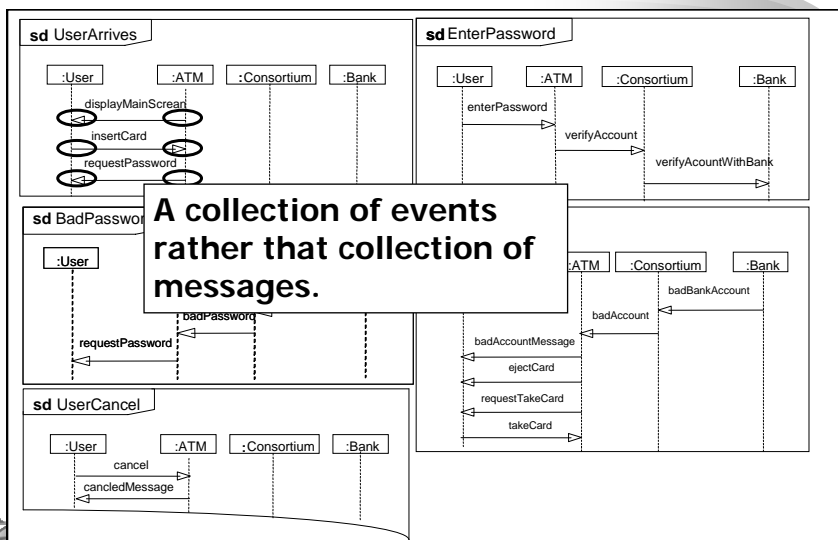 sd UserArrives
:User :ATM :Consortium :Bank
displayMainScrean
insertCard
requestPassword
sd EnterPassword
:User :ATM :Consortium :Bank
enterPassword
verifyAccount
verifyAcountWithBank
sd BadPasswor
:User
A collection of events
rather that collection of
messages.
badPassword
requestPassword
:ATM :Consortium :Bank
badBankAccount
badAccount
badAccountMessage
ejectCard
requestTakeCard
takeCard
sd UserCancel
:User :ATM :Consortium :Bank
cancel
cancledMessage